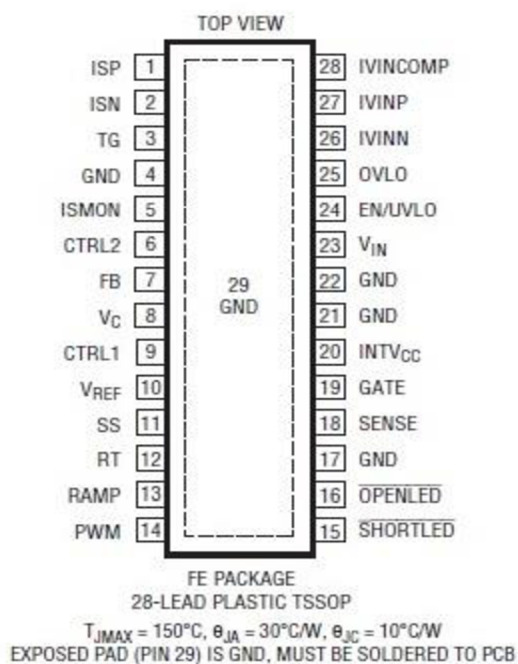 TOP VIEW
ISP 1
ISN 2
TG 3
GND 4
ISMON 5
CTRL2 6
FB 7
VC 8
CTRL1 9
VREF 10
SS 11
RT 12
RAMP 13
PWM 14
29
GND
28 IVINCOMP
27 IVINP
26 IVINN
25 OVLO
24 EN/UVLO
23 VIN
22 GND
21 GND
20 INTVCC
19 GATE
18 SENSE
17 GND
16 OPENLED
15 SHORTLED
FE PACKAGE
28-LEAD PLASTIC TSSOP
TJMAX = 150°C, θJA = 30°C/W, θJC = 10°C/W
EXPOSED PAD (PIN 29) IS GND, MUST BE SOLDERED TO PCB